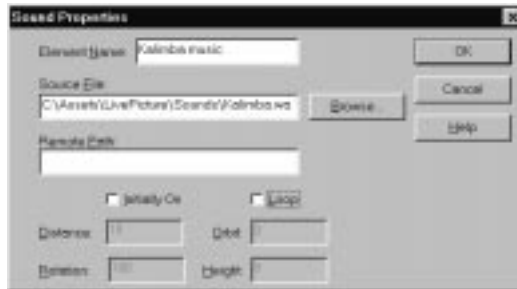 Sound Properties
Element Name: Kalimba music
OK
Source File:
C:\Assets\LivePicture\Sounds\Kalimba.wa
Browse...
Cancel
Help
Remote Path:
Initially On
Loop
Distance:
Orbit:
Rotation:
Height: